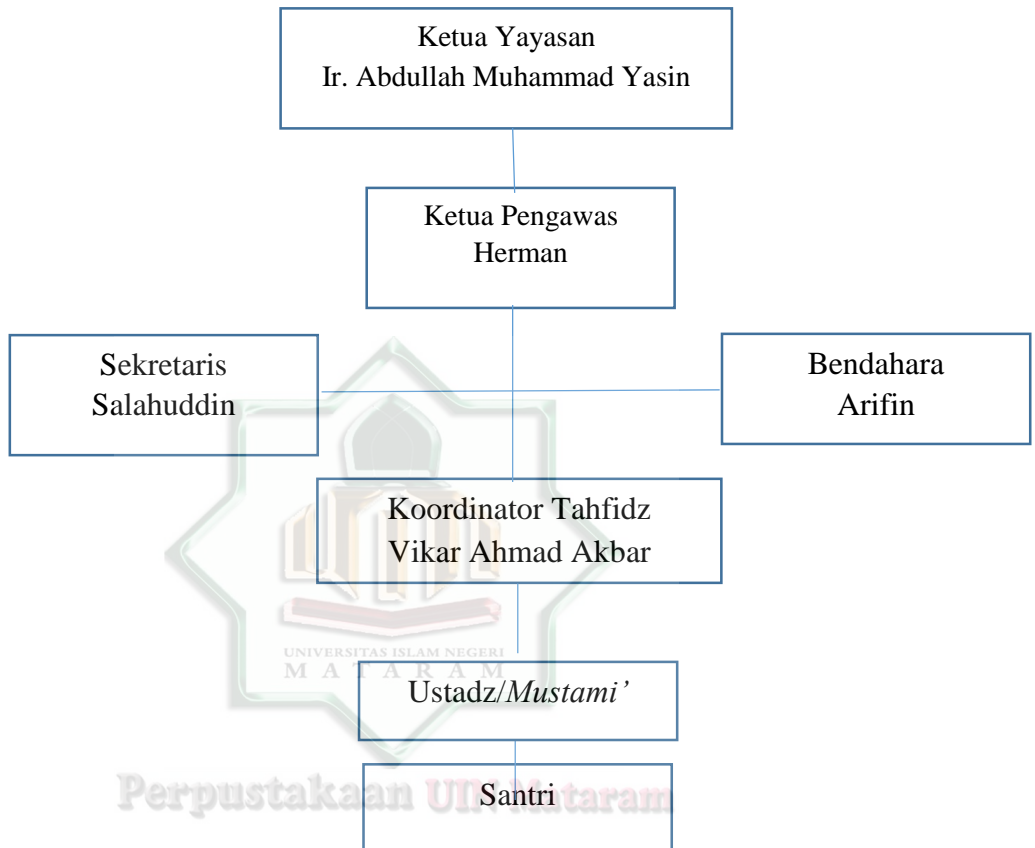 Ketua Yayasan
Ir. Abdullah Muhammad Yasin
Ketua Pengawas
Herman
Sekretaris
Salahuddin
Bendahara
Arifin
Koordinator Tahfidz
Vikar Ahmad Akbar
UNIVERSITAS ISLAM NEGERI
MATARAM
Ustadz/Mustami’
Santri
Perpustakaan UIN Mataram